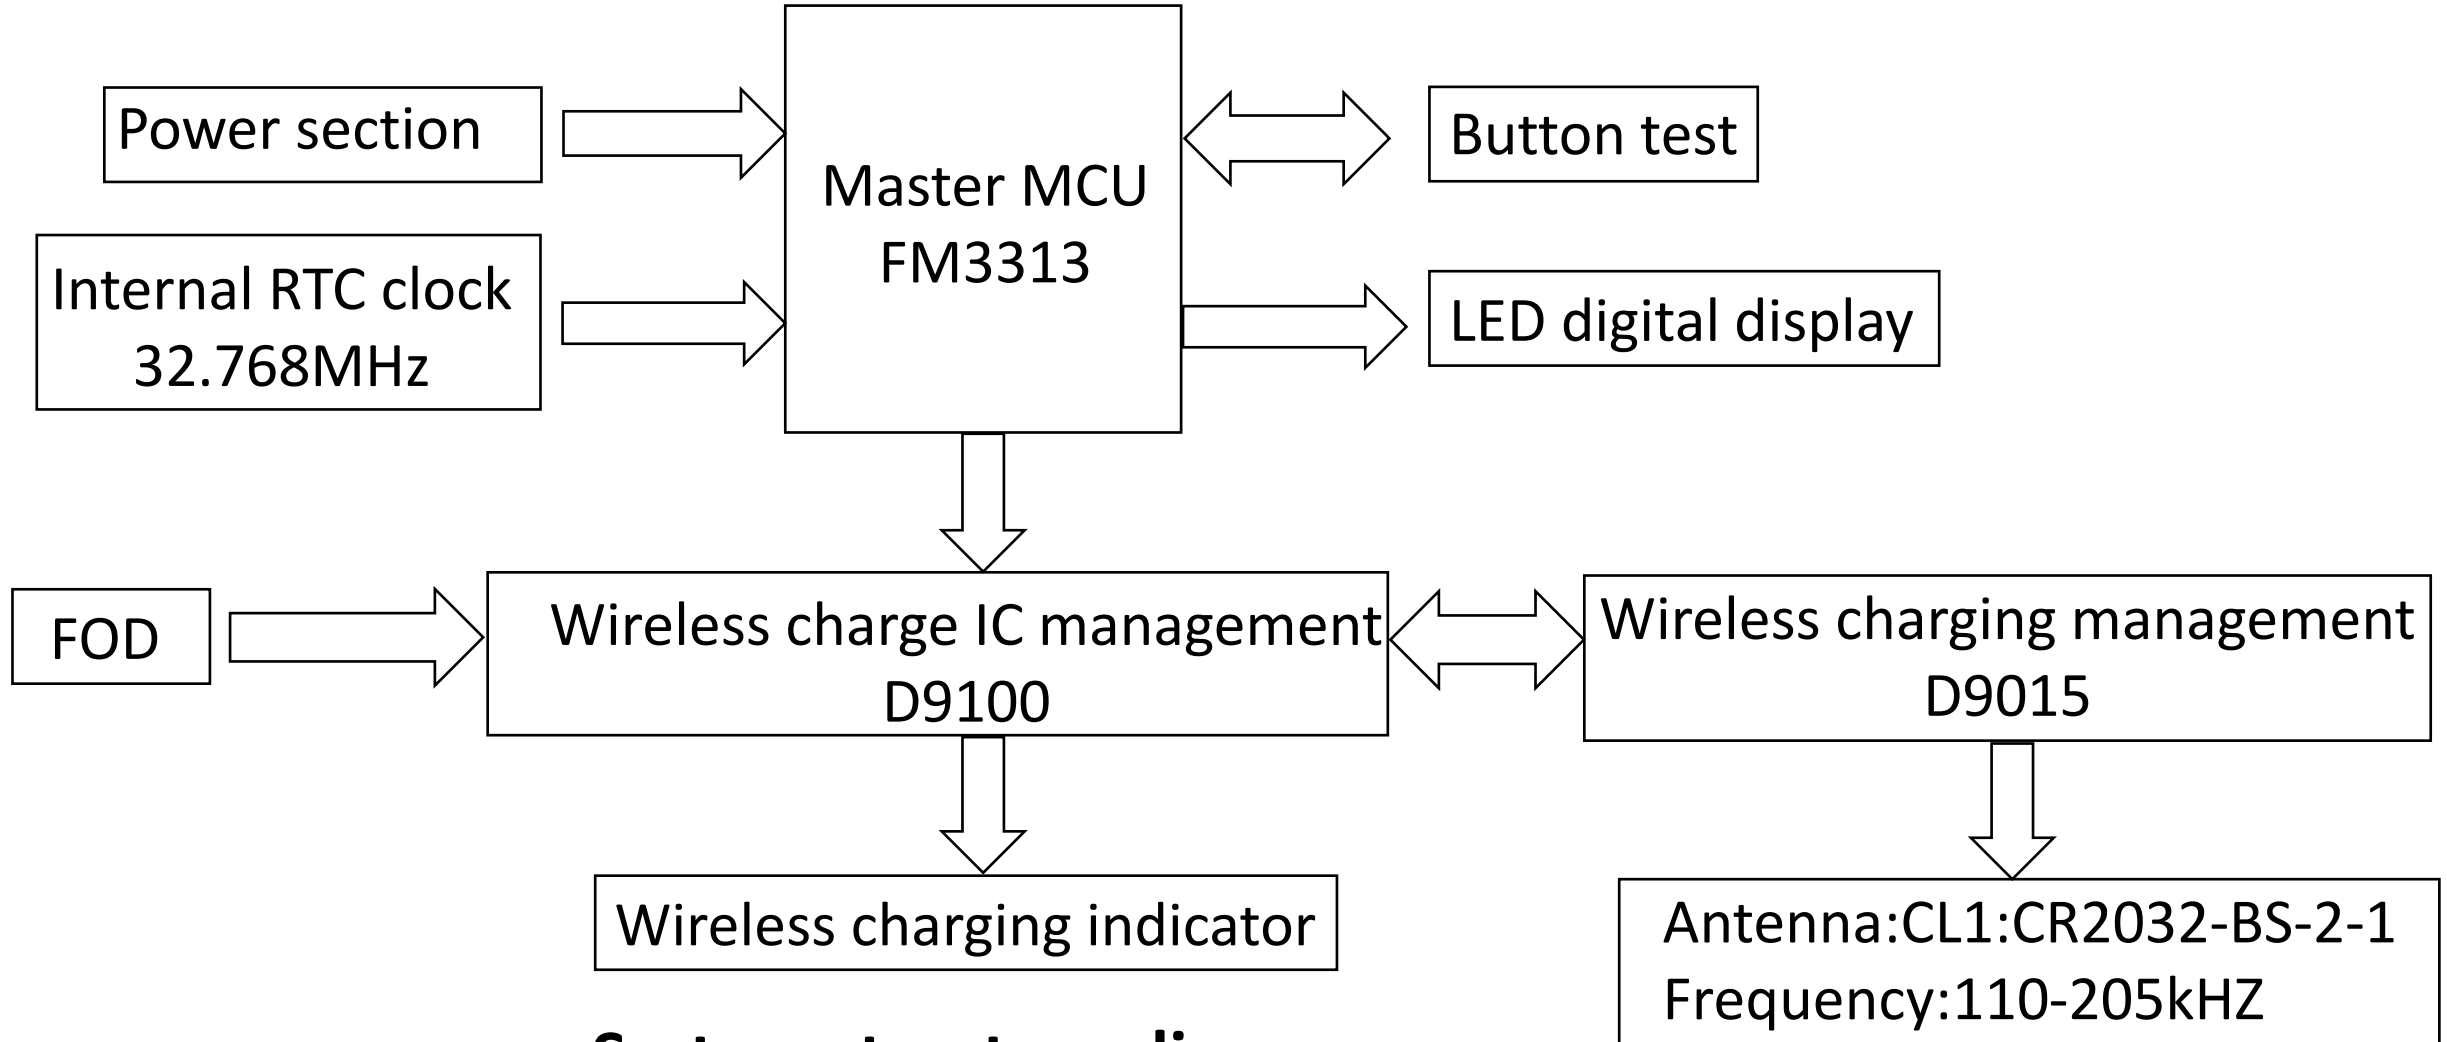 Power section
Internal RTC clock
32.768MHz
Master MCU
FM3313
Button test
LED digital display
FOD
Wireless charge IC management
D9100
Wireless charging management
D9015
Wireless charging indicator
Antenna:CL1:CR2032-BS-2-1
Frequency:110-205kHZ